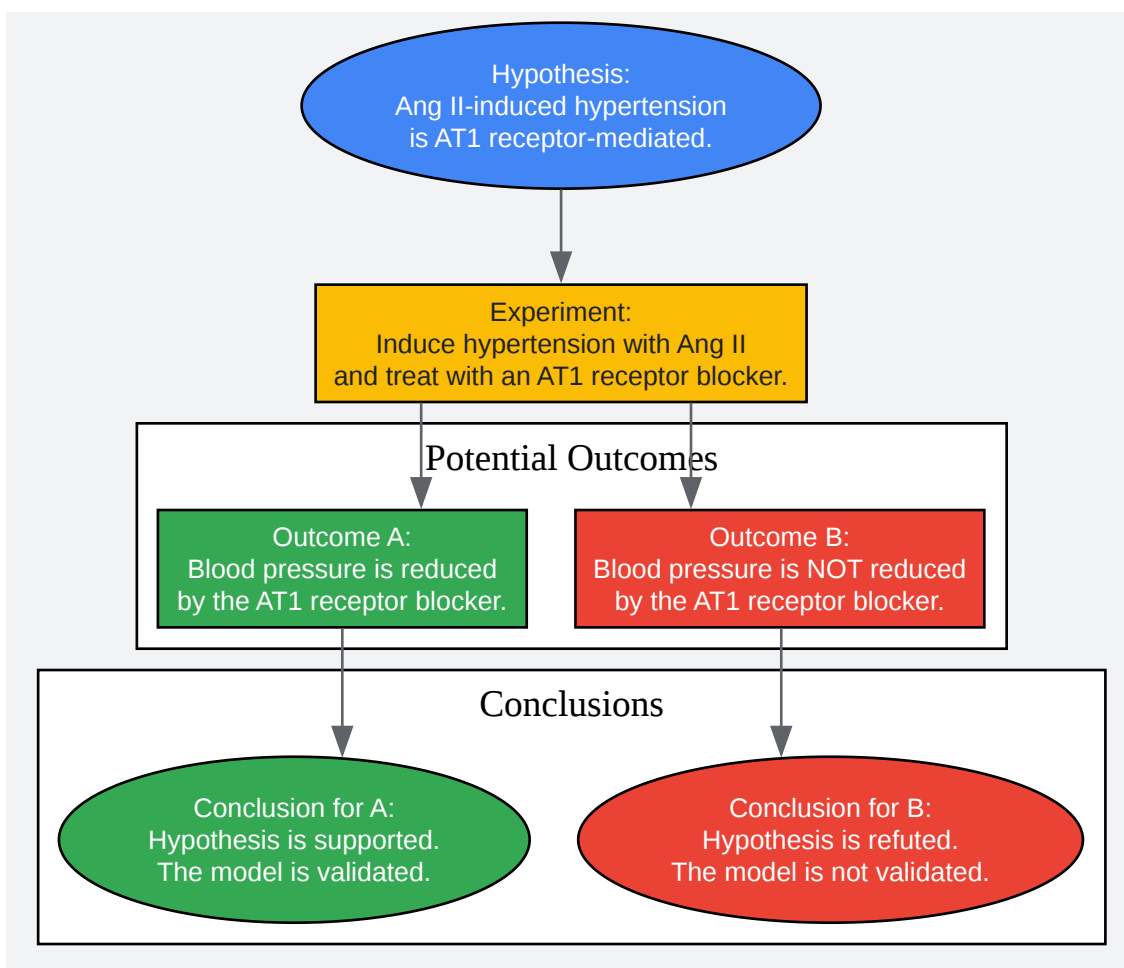 Hypothesis:
Ang II-induced hypertension
is AT1 receptor-mediated.
Experiment:
Induce hypertension with Ang II
and treat with an AT1 receptor blocker.
Potential Outcomes
Outcome A:
Blood pressure is reduced
by the AT1 receptor blocker.
Outcome B:
Blood pressure is NOT reduced
by the AT1 receptor blocker.
Conclusions
Conclusion for A:
Hypothesis is supported.
The model is validated.
Conclusion for B:
Hypothesis is refuted.
The model is not validated.